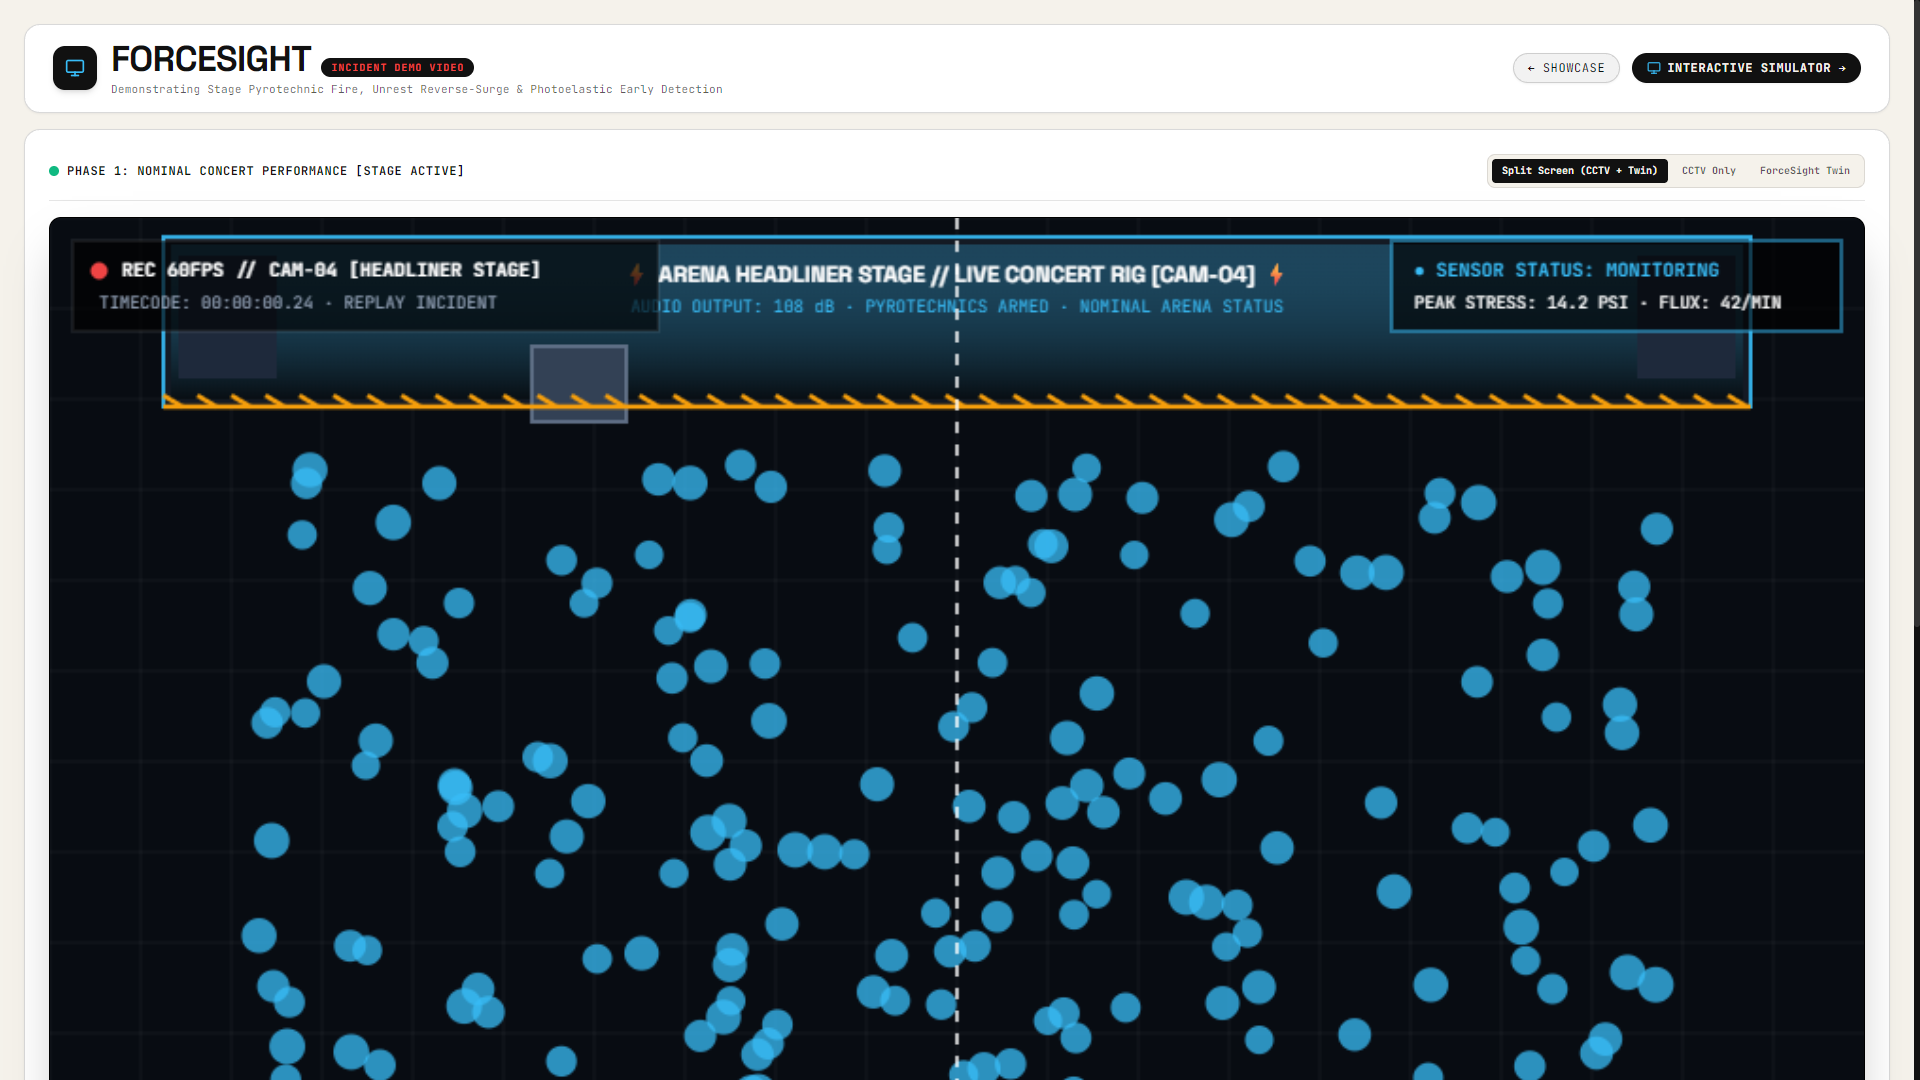 FORCESIGHT
INCIDENT DEMO VIDEO
Demonstrating Stage Pyrotechnic Fire, Unrest Reverse-Surge & Photoelastic Early Detection
← SHOWCASE
INTERACTIVE SIMULATOR →
PHASE 1: NOMINAL CONCERT PERFORMANCE [STAGE ACTIVE]
Split Screen (CCTV + Twin)
CCTV Only
ForceSight Twin
REC 60FPS // CAM-04 [HEADLINER STAGE]
TIMECODE: 00:00:00.24 · REPLAY INCIDENT
⚡ ARENA HEADLINER STAGE // LIVE CONCERT RIG [CAM-04] ⚡
AUDIO OUTPUT: 108 dB · PYROTECHNICS ARMED · NOMINAL ARENA STATUS
● SENSOR STATUS: MONITORING
PEAK STRESS: 14.2 PSI · FLUX: 42/MIN